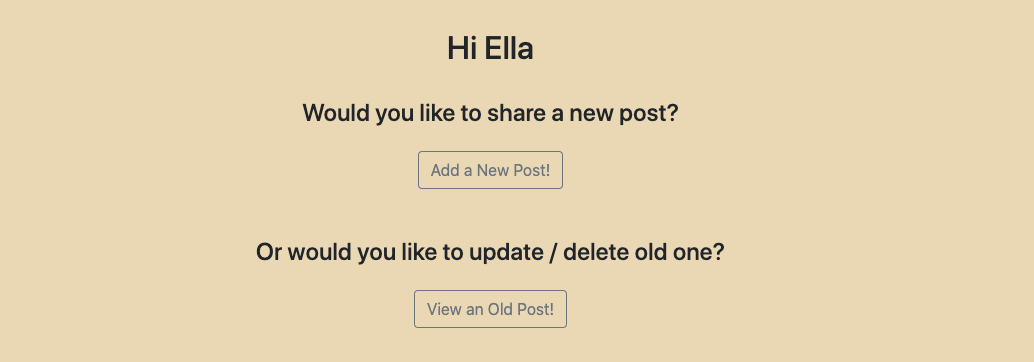 Hi Ella
Would you like to share a new post?
Add a New Post!
Or would you like to update / delete old one?
View an Old Post!